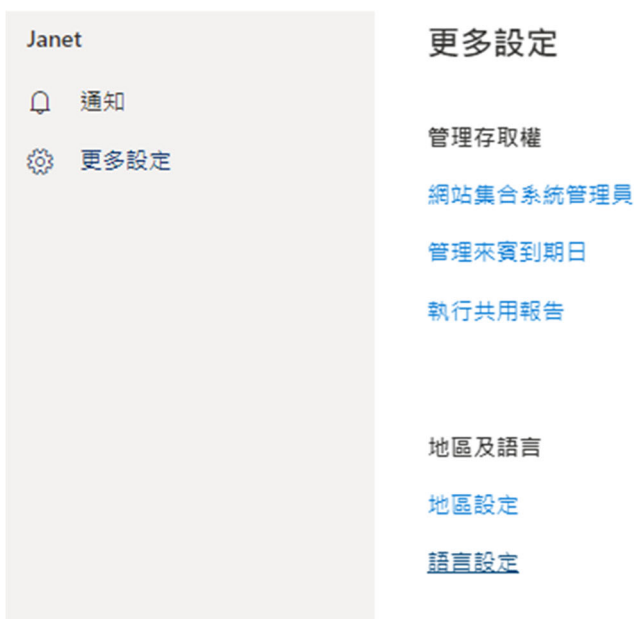 Janet
通知
更多設定
更多設定
管理存取權
網站集合系統管理員
管理來賓到期日
執行共用報告
地區及語言
地區設定
語言設定